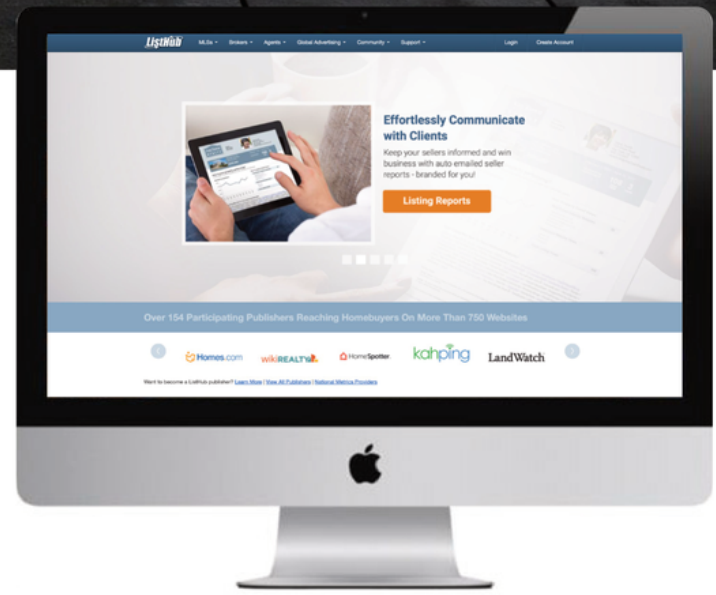 ListHub
MLSs
Brokers
Agents
Global Advertising
Community
Support
Login
Create Account
Effortlessly Communicate
with Clients
Keep your sellers informed and win
business with auto emailed seller
reports - branded for you!
Listing Reports
Over 154 Participating Publishers Reaching Homebuyers On More Than 750 Websites
Homes.com
wikiREALTY
HomeSpotter
kahping
LandWatch
Want to become a ListHub publisher? Learn More | View All Publishers | National Metrics Providers